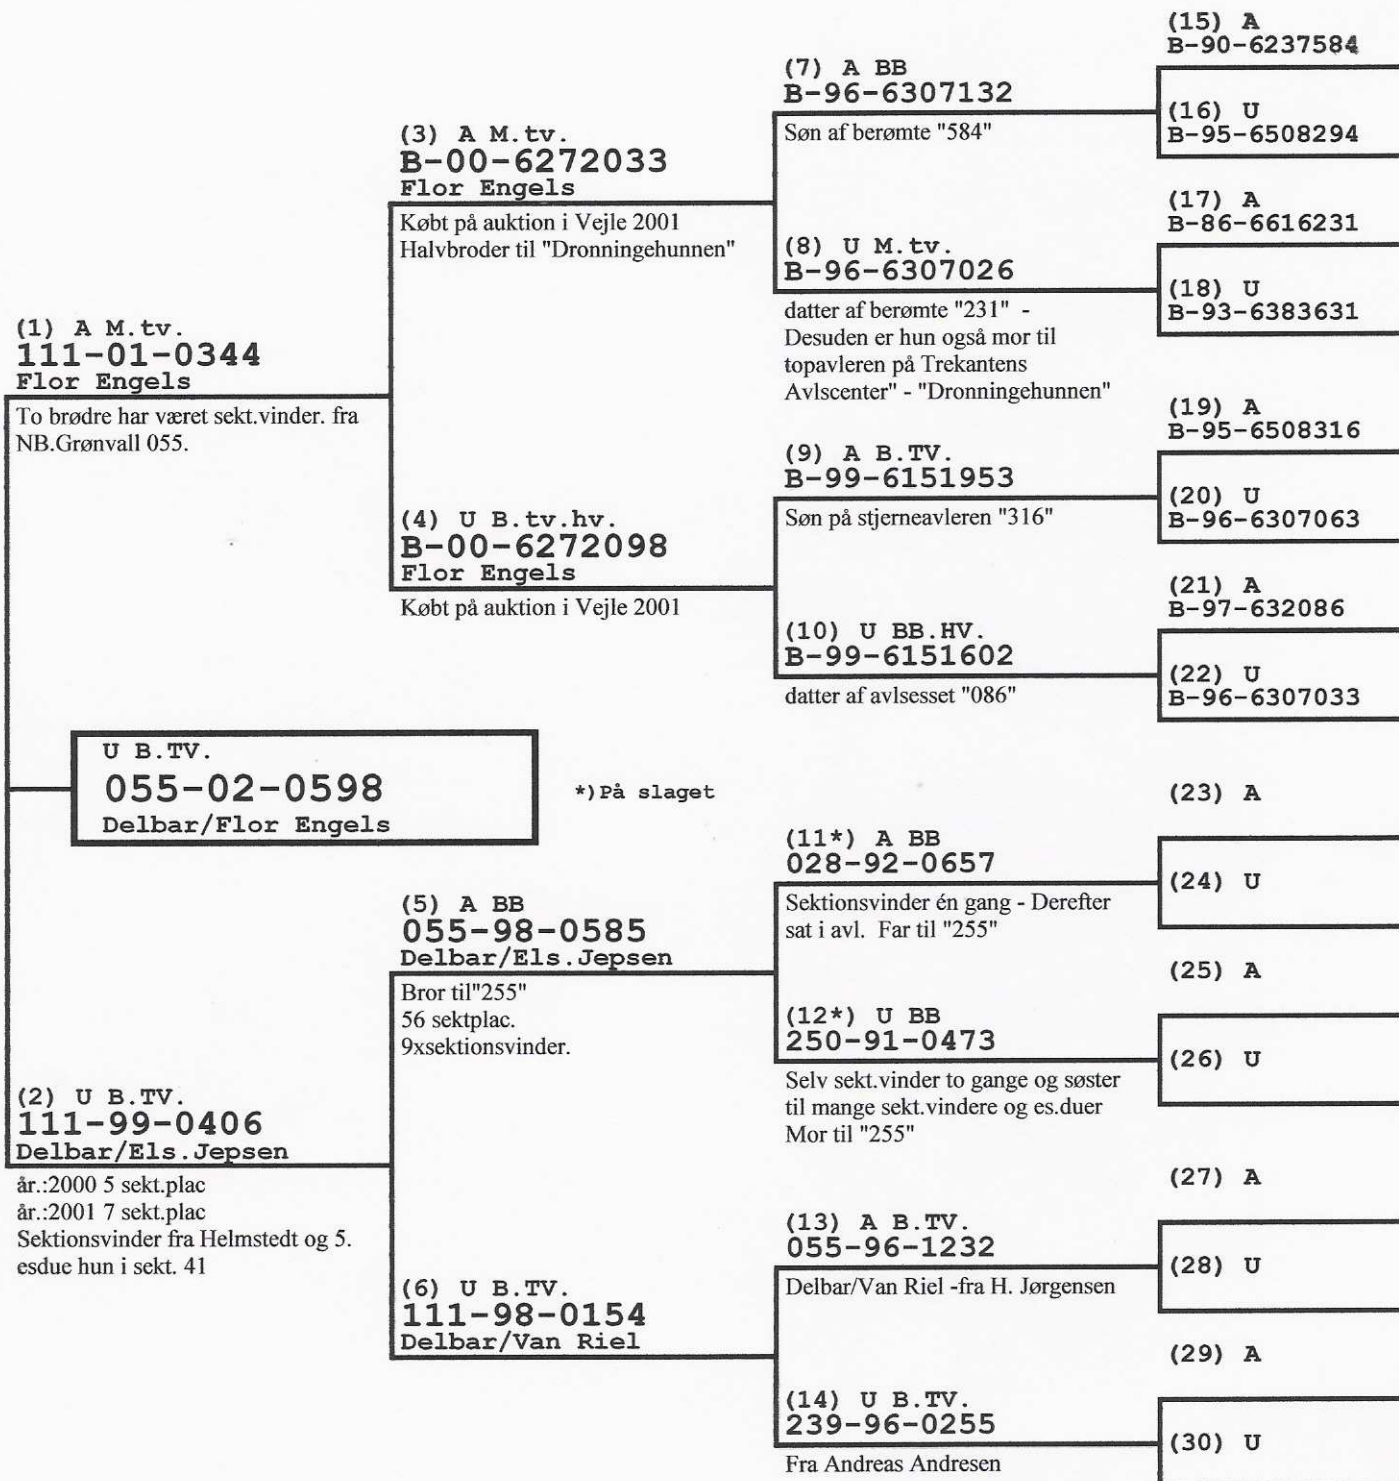 (1) A M.tv.
111-01-0344
Flor Engels
To brødre har været sekt.vinder. fra
NB.Grønvall 055.
U B.TV.
055-02-0598
Delbar/Flor Engels
*)På slaget
(2) U B.TV.
111-99-0406
Delbar/Els.Jepsen
år.:2000 5 sekt.plac
år.:2001 7 sekt.plac
Sektionsvinder fra Helmstedt og 5.
esdue hun i sekt. 41
(3) A M.tv.
B-00-6272033
Flor Engels
Købt på auktion i Vejle 2001
Halvbroder til "Dronningehunnen"
(4) U B.tv.hv.
B-00-6272098
Flor Engels
Købt på auktion i Vejle 2001
(5) A BB
055-98-0585
Delbar/Els.Jepsen
Bror til"255"
56 sektplac.
9xsektionsvinder.
(6) U B.TV.
111-98-0154
Delbar/Van Riel
(7) A BB
B-96-6307132
Søn af berømte "584"
(8) U M.tv.
B-96-6307026
datter af berømte "231" -
Desuden er hun også mor til
topavleren på Trekantens
Avlscenter" - "Dronningehunnen"
(9) A B.TV.
B-99-6151953
Søn på stjerneavleren "316"
(10) U BB.HV.
B-99-6151602
datter af avlsesset "086"
(11*) A BB
028-92-0657
Sektionsvinder én gang - Derefter
sat i avl. Far til "255"
(12*) U BB
250-91-0473
Selv sekt.vinder to gange og søster
til mange sekt.vindere og es.duer
Mor til "255"
(13) A B.TV.
055-96-1232
Delbar/Van Riel -fra H. Jørgensen
(14) U B.TV.
239-96-0255
Fra Andreas Andresen
(15) A
B-90-6237584
(16) U
B-95-6508294
(17) A
B-86-6616231
(18) U
B-93-6383631
(19) A
B-95-6508316
(20) U
B-96-6307063
(21) A
B-97-632086
(22) U
B-96-6307033
(23) A
(24) U
(25) A
(26) U
(27) A
(28) U
(29) A
(30) U